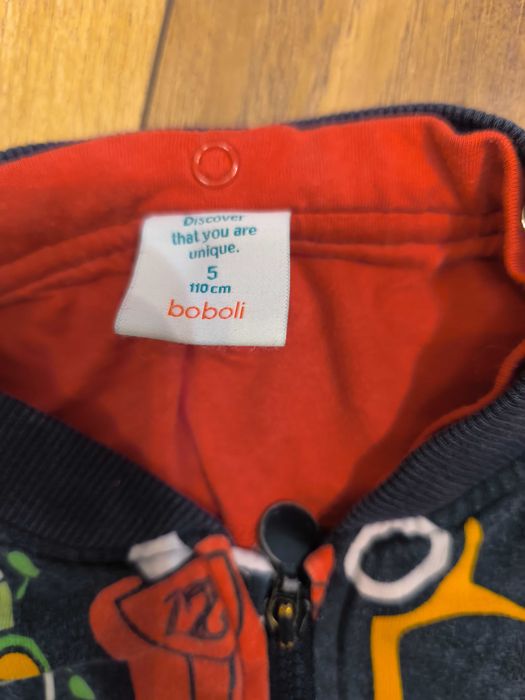 Discover
that you are
unique.
5
110 cm
boboli
12